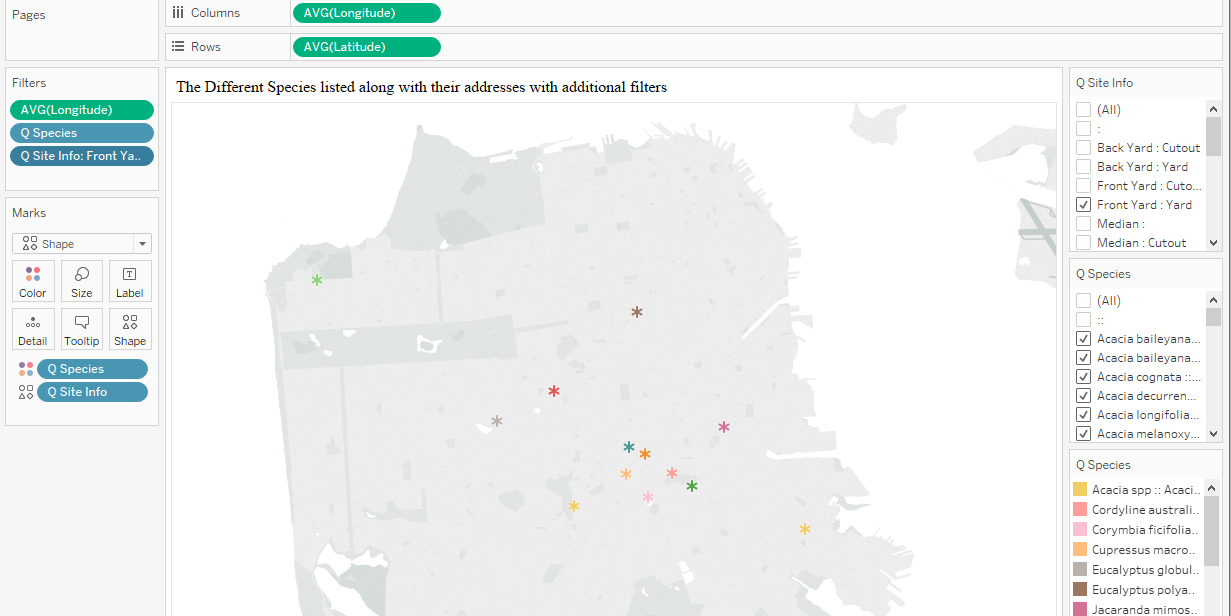 Pages
Columns
AVG(Longitude)
Rows
AVG(Latitude)
Filters
AVG(Longitude)
Q Species
Q Site Info: Front Ya..
Marks
Shape
Color
Size
Label
Detail
Tooltip
Shape
Q Species
Q Site Info
The Different Species listed along with their addresses with additional filters
Q Site Info
(All)
:
Back Yard : Cutout
Back Yard : Yard
Front Yard : Cuto...
Front Yard : Yard
Median :
Median : Cutout
Q Species
(All)
::
Acacia baileyana...
Acacia baileyana...
Acacia cognata ::...
Acacia decurren...
Acacia longifolia...
Acacia melanoxy...
Q Species
Acacia spp :: Acaci..
Cordyline australi..
Corymbia ficifolia..
Cupressus macro..
Eucalyptus globul..
Eucalyptus polya..
Jacaranda mimos..